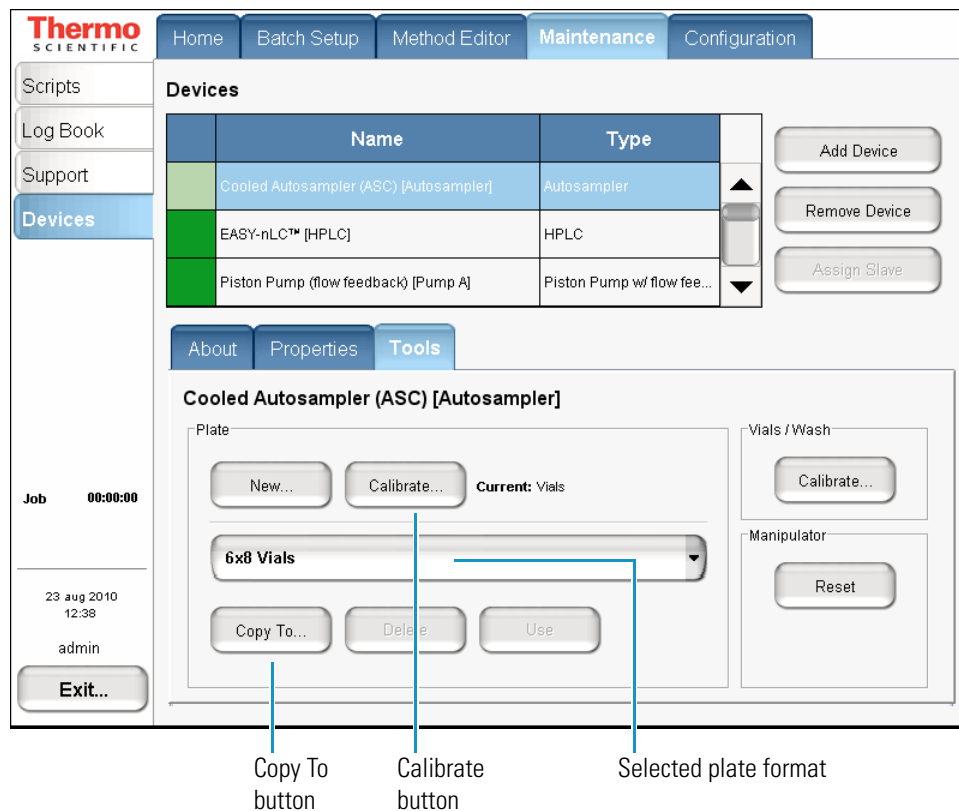 Thermo
SCIENTIFIC
Home
Batch Setup
Method Editor
Maintenance
Configuration
Scripts
Log Book
Support
Devices
Devices
Name
Type
Cooled Autosampler (ASC) [Autosampler]
Autosampler
EASY-nLC™ [HPLC]
HPLC
Piston Pump (flow feedback) [Pump A]
Piston Pump w/ flow fee...
Add Device
Remove Device
Assign Slave
About
Properties
Tools
Cooled Autosampler (ASC) [Autosampler]
Plate
New...
Calibrate...
Current: Vials
6x8 Vials
Copy To...
Delete
Use
Vials / Wash
Calibrate...
Manipulator
Reset
Job 00:00:00
23 aug 2010
12:38
admin
Exit...
Copy To
button
Calibrate
button
Selected plate format